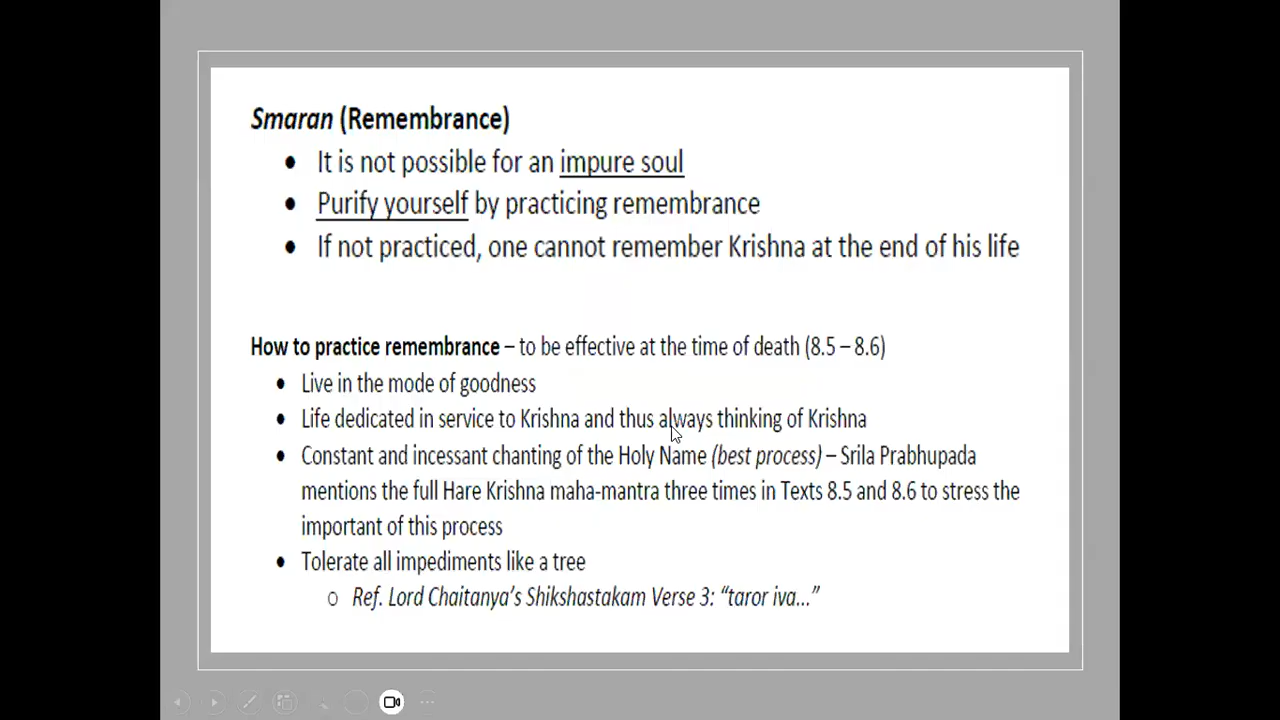 Smaran (Remembrance)
• It is not possible for an impure soul
• Purify yourself by practicing remembrance
• If not practiced, one cannot remember Krishna at the end of his life
How to practice remembrance – to be effective at the time of death (8.5 – 8.6)
• Live in the mode of goodness
• Life dedicated in service to Krishna and thus always thinking of Krishna
• Constant and incessant chanting of the Holy Name (best process) – Srila Prabhupada
mentions the full Hare Krishna maha-mantra three times in Texts 8.5 and 8.6 to stress the
important of this process
• Tolerate all impediments like a tree
o Ref. Lord Chaitanya's Shikshastakam Verse 3: “taror iva...”